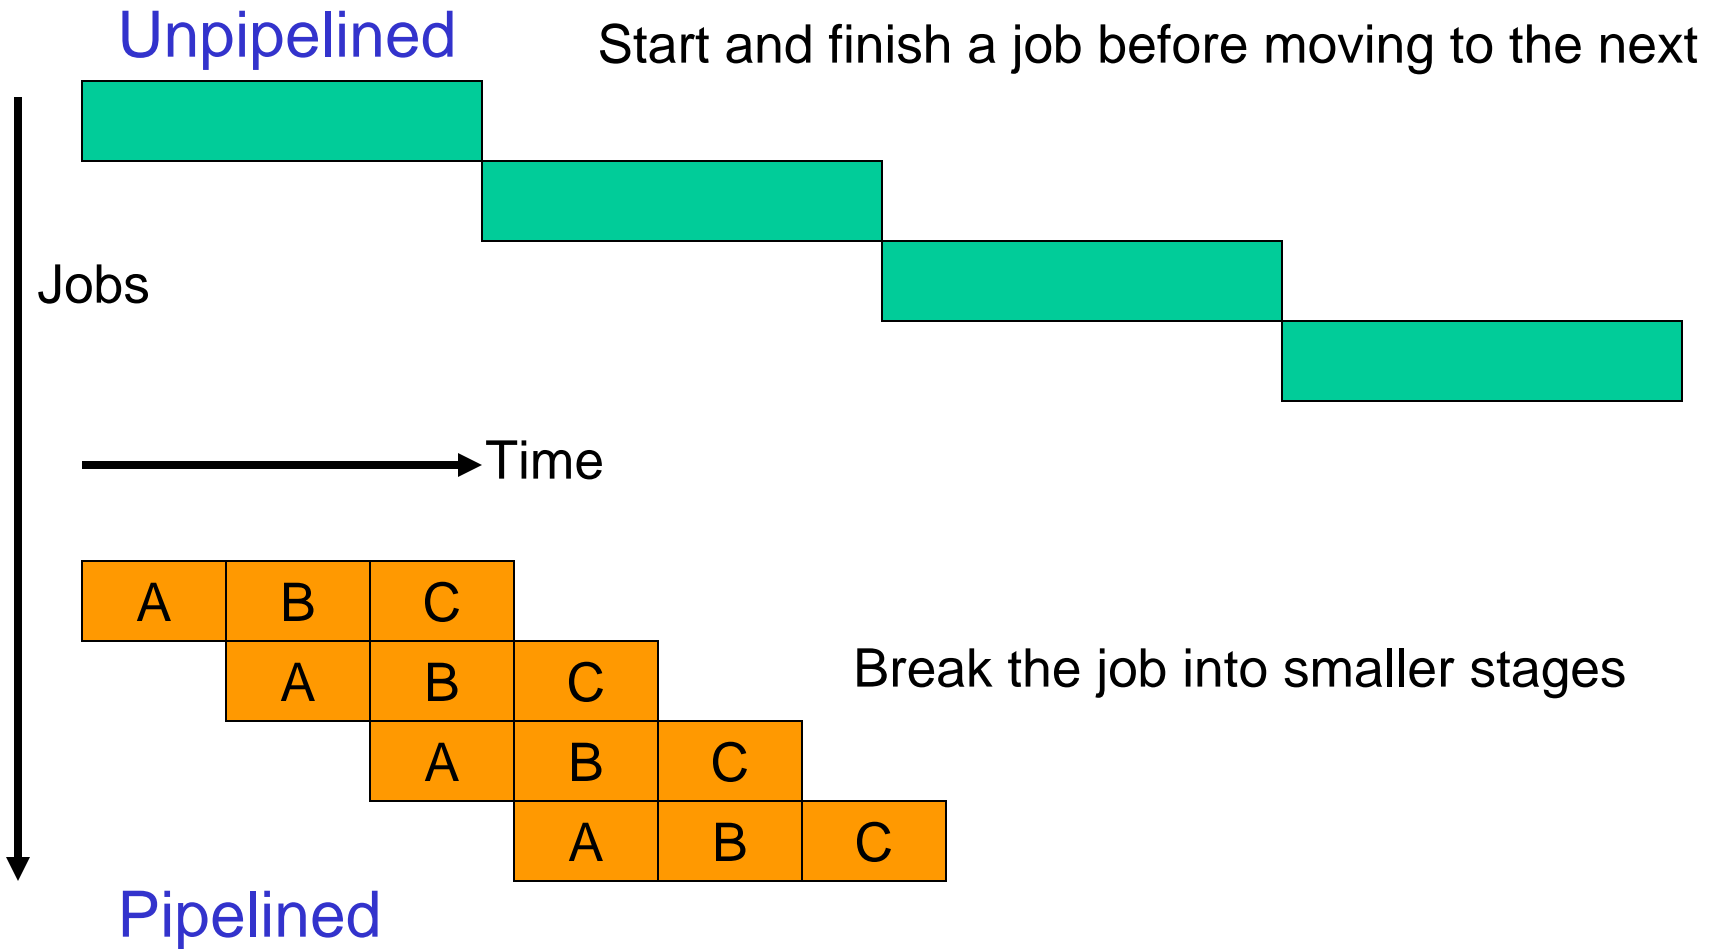 Unpipelined
Start and finish a job before moving to the next
Jobs
Time
A B C
A B C
Break the job into smaller stages
A B C
A B C
Pipelined